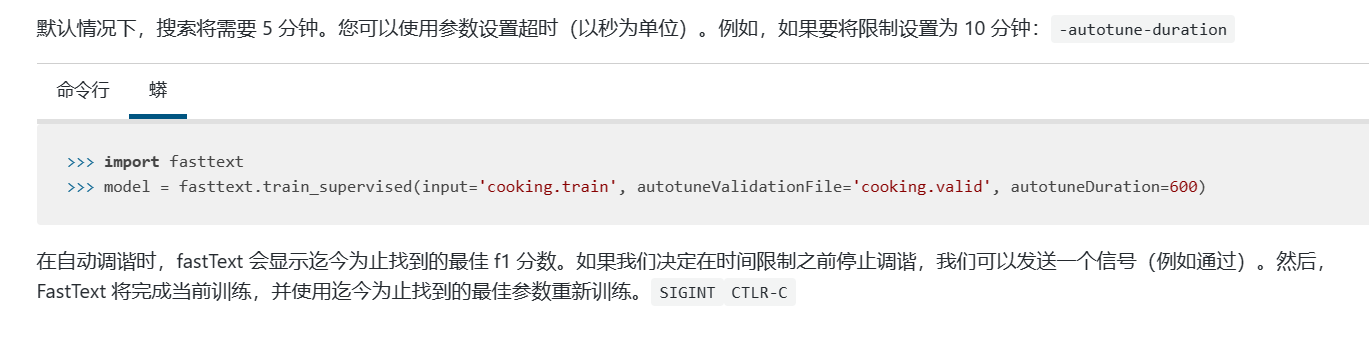 默认情况下，搜索将需要 5 分钟。您可以使用参数设置超时（以秒为单位）。例如，如果要将限制设置为 10 分钟： -autotune-duration
命令行 蟒
>>> import fasttext
>>> model = fasttext.train_supervised(input='cooking.train', autotuneValidationFile='cooking.valid', autotuneDuration=600)
在自动调谐时，fastText 会显示迄今为止找到的最佳 f1 分数。如果我们决定在时间限制之前停止调谐，我们可以发送一个信号（例如通过）。然后，
FastText 将完成当前训练，并使用迄今为止找到的最佳参数重新训练。 SIGINT CTLR-C